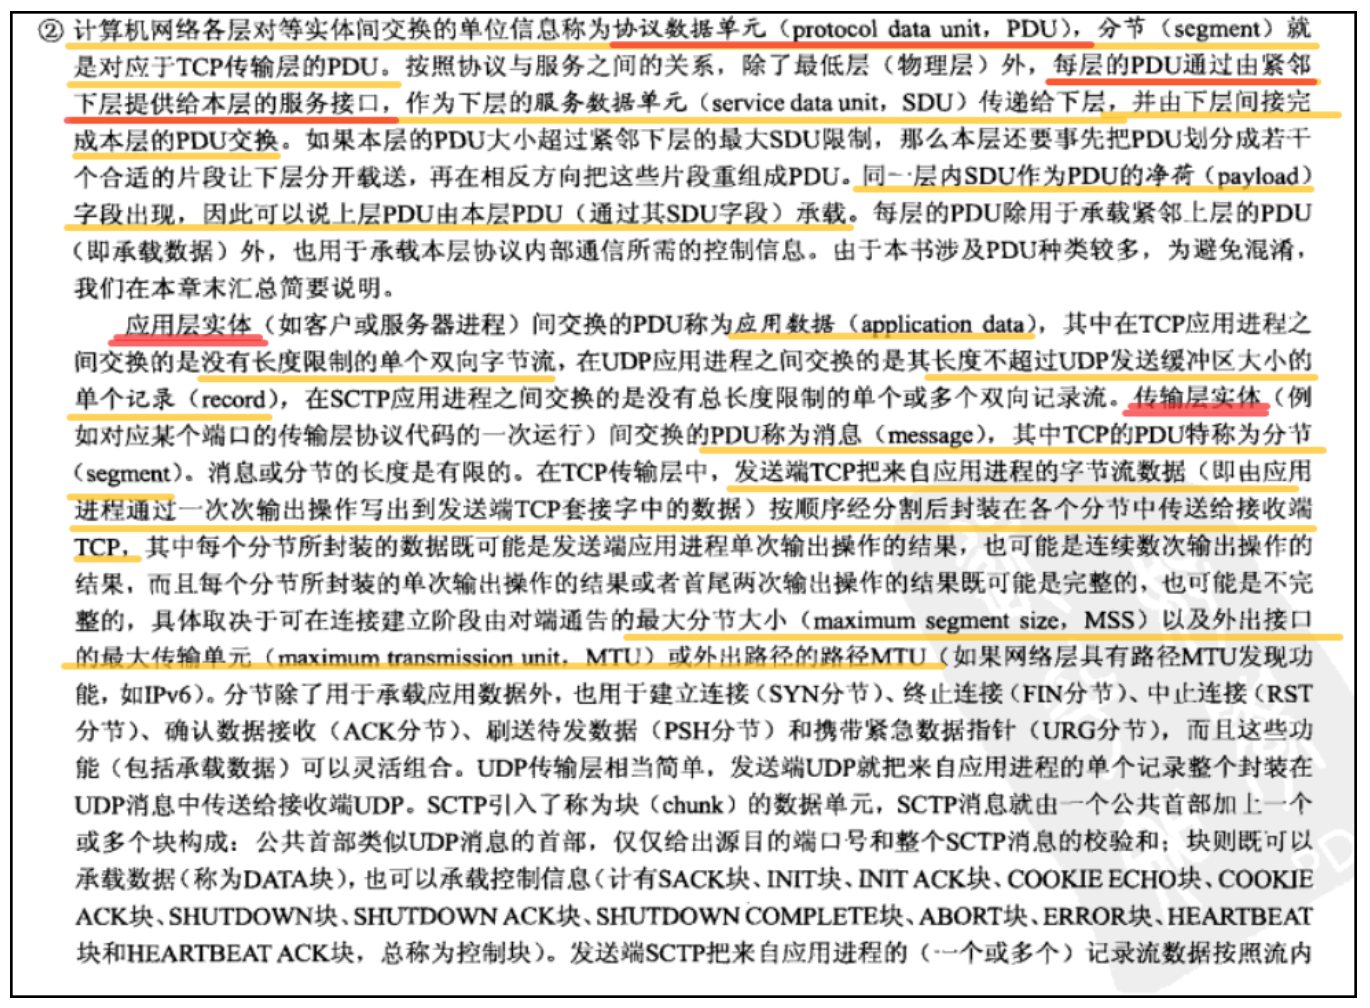 ② 计算机网络各层对等实体间交换的单位信息称为协议数据单元（protocol data unit，PDU），分节（segment）就
是对应于TCP传输层的PDU。按照协议与服务之间的关系，除了最低层（物理层）外，每层的PDU通过由紧邻
下层提供给本层的服务接口，作为下层的服务数据单元（service data unit，SDU）传递给下层，并由下层间接完
成本层的PDU交换。如果本层的PDU大小超过紧邻下层的最大SDU限制，那么本层还要事先把PDU划分成若干
个合适的片段让下层分开载送，再在相反方向把这些片段重组成PDU。同一层内SDU作为PDU的净荷（payload）
字段出现，因此可以说上层PDU由本层PDU（通过其SDU字段）承载。每层的PDU除用于承载紧邻上层的PDU
（即承载数据）外，也用于承载本层协议内部通信所需的控制信息。由于本书涉及PDU种类较多，为避免混淆，
我们在本章末汇总简要说明。
应用层实体（如客户或服务器进程）间交换的PDU称为应用数据（application data），其中在TCP应用进程之
间交换的是没有长度限制的单个双向字节流，在UDP应用进程之间交换的是其长度不超过UDP发送缓冲区大小的
单个记录（record），在SCTP应用进程之间交换的是没有总长度限制的单个或多个双向记录流。传输层实体（例
如对应某个端口的传输层协议代码的一次运行）间交换的PDU称为消息（message），其中TCP的PDU特称为分节
（segment）。消息或分节的长度是有限的。在TCP传输层中，发送端TCP把来自应用进程的字节流数据（即由应用
进程通过一次次输出操作写出到发送端TCP套接字中的数据）按顺序经分割后封装在各个分节中传送给接收端
TCP，其中每个分节所封装的数据既可能是发送端应用进程单次输出操作的结果，也可能是连续数次输出操作的
结果，而且每个分节所封装的单次输出操作的结果或者首尾两次输出操作的结果既可能是完整的，也可能是不完
整的，具体取决于可在连接建立阶段由对端通告的最大分节大小（maximum segment size，MSS）以及外出接口
的最大传输单元（maximum transmission unit，MTU）或外出路径的路径MTU（如果网络层具有路径MTU发现功
能，如IPv6）。分节除了用于承载应用数据外，也用于建立连接（SYN分节）、终止连接（FIN分节）、中止连接（RST
分节）、确认数据接收（ACK分节）、刷送待发数据（PSH分节）和携带紧急数据指针（URG分节），而且这些功
能（包括承载数据）可以灵活组合。UDP传输层相当简单，发送端UDP就把来自应用进程的单个记录整个封装在
UDP消息中传送给接收端UDP。SCTP引入了称为块（chunk）的数据单元，SCTP消息就由一个公共首部加上一个
或多个块构成：公共首部类似UDP消息的首部，仅仅给出源目的端口号和整个SCTP消息的校验和；块则既可以
承载数据（称为DATA块），也可以承载控制信息（计有SACK块、INIT块、INIT ACK块、COOKIE ECHO块、COOKIE
ACK块、SHUTDOWN块、SHUTDOWN ACK块、SHUTDOWN COMPLETE块、ABORT块、ERROR块、HEARTBEAT
块和HEARTBEAT ACK块，总称为控制块）。发送端SCTP把来自应用进程的（一个或多个）记录流数据按照流内